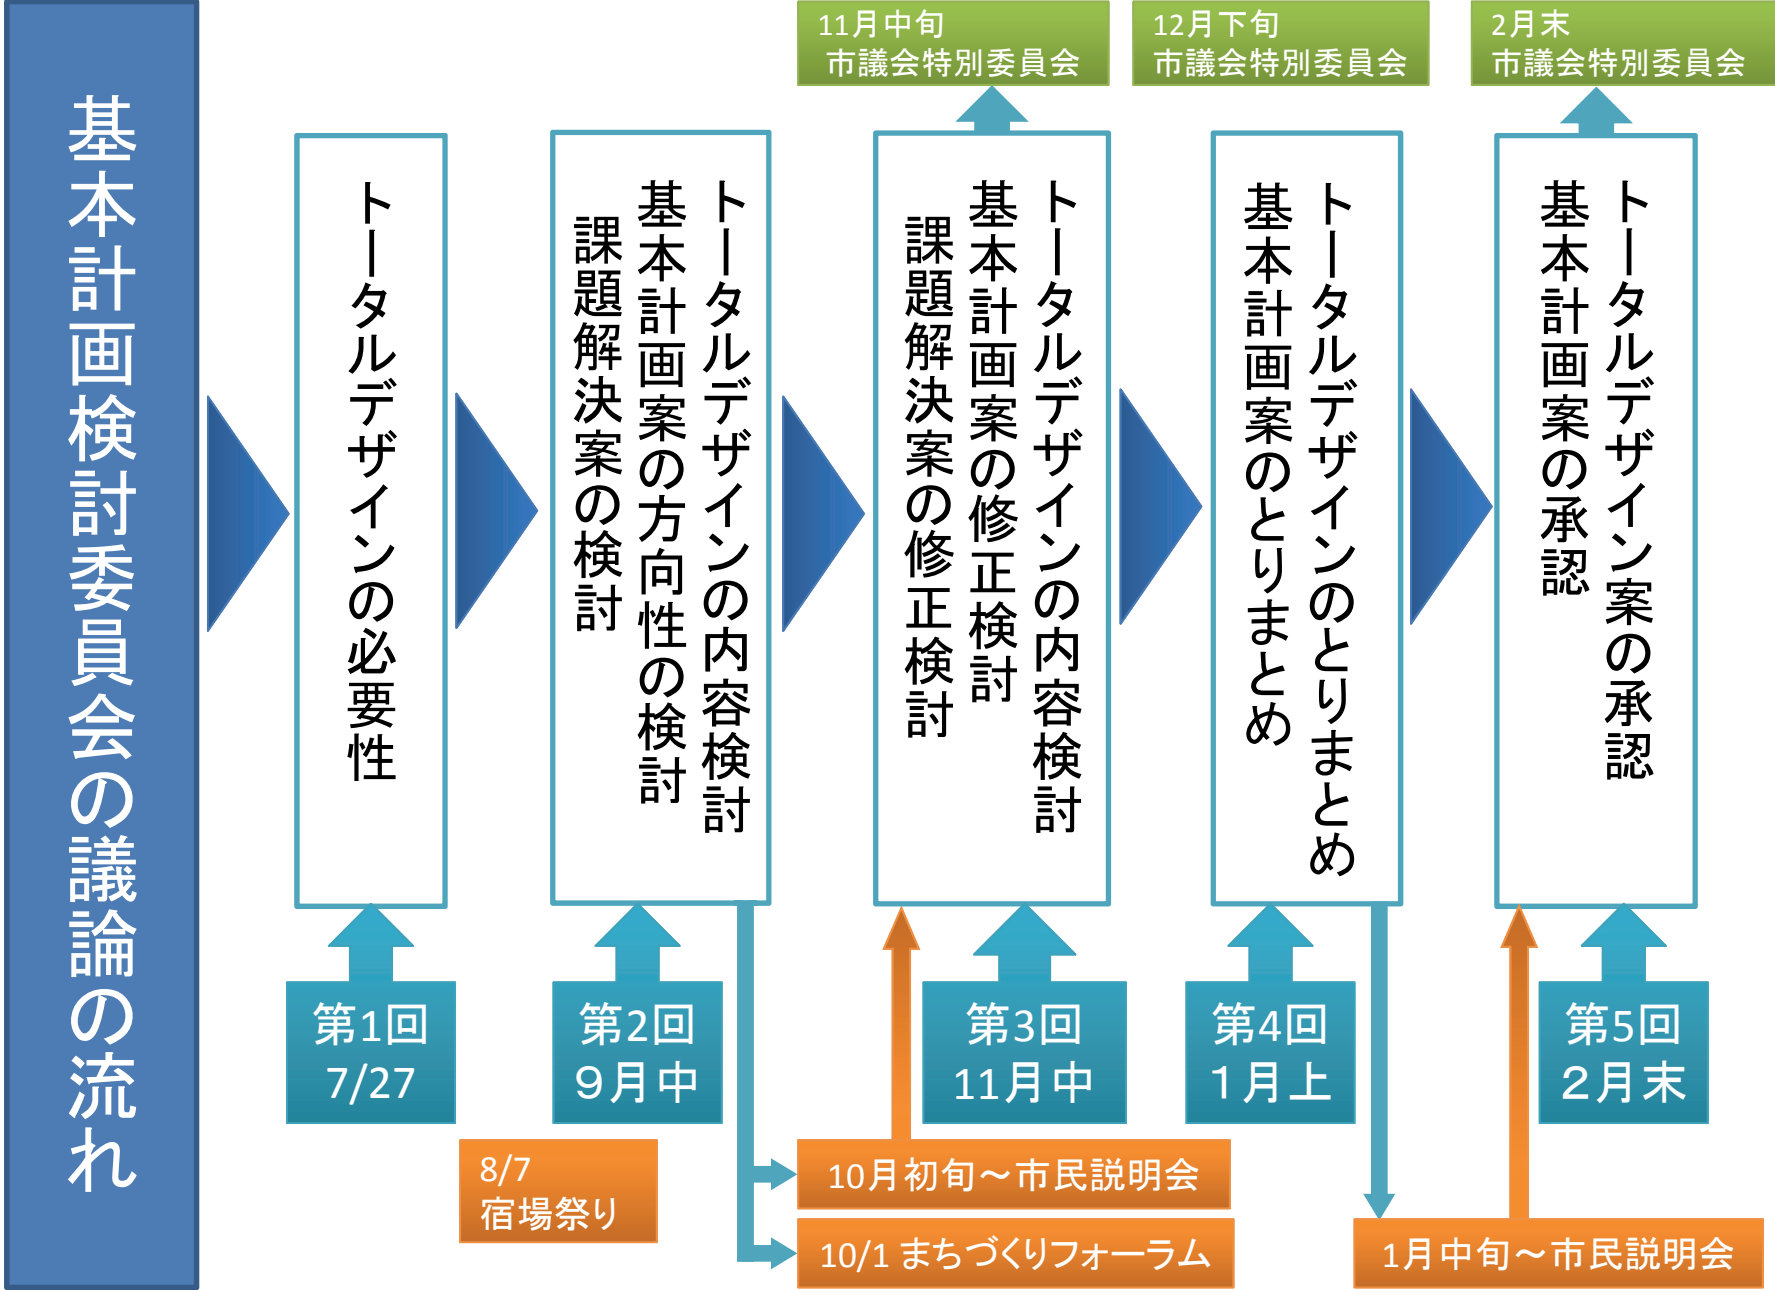 基本計画検討委員会の議論の流れ
11月中旬
市議会特別委員会
12月下旬
市議会特別委員会
2月末
市議会特別委員会
トータルデザインの必要性
トータルデザインの内容検討
基本計画案の方向性の検討
課題解決案の検討
トータルデザインの内容検討
基本計画案の修正検討
課題解決案の修正検討
トータルデザインのとりまとめ
基本計画案のとりまとめ
トータルデザイン案の承認
基本計画案の承認
第1回
7/27
第2回
９月中
第3回
11月中
第4回
１月上
第5回
２月末
8/7
宿場祭り
10月初旬～市民説明会
10/1 まちづくりフォーラム
1月中旬～市民説明会